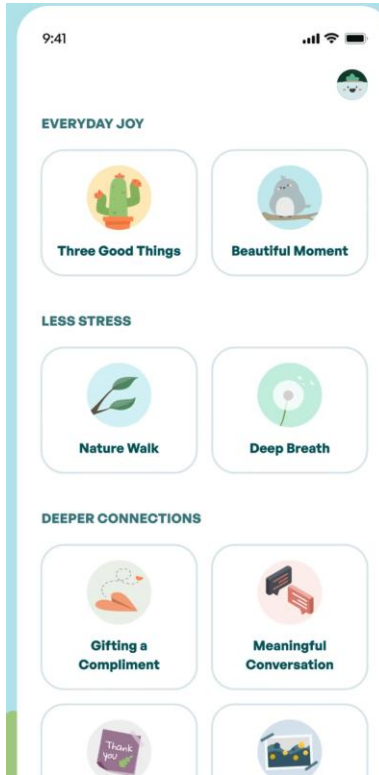 9:41
EVERYDAY JOY
Three Good Things
Beautiful Moment
LESS STRESS
Nature Walk
Deep Breath
DEEPER CONNECTIONS
Gifting a
Compliment
Meaningful
Conversation
Thank
you